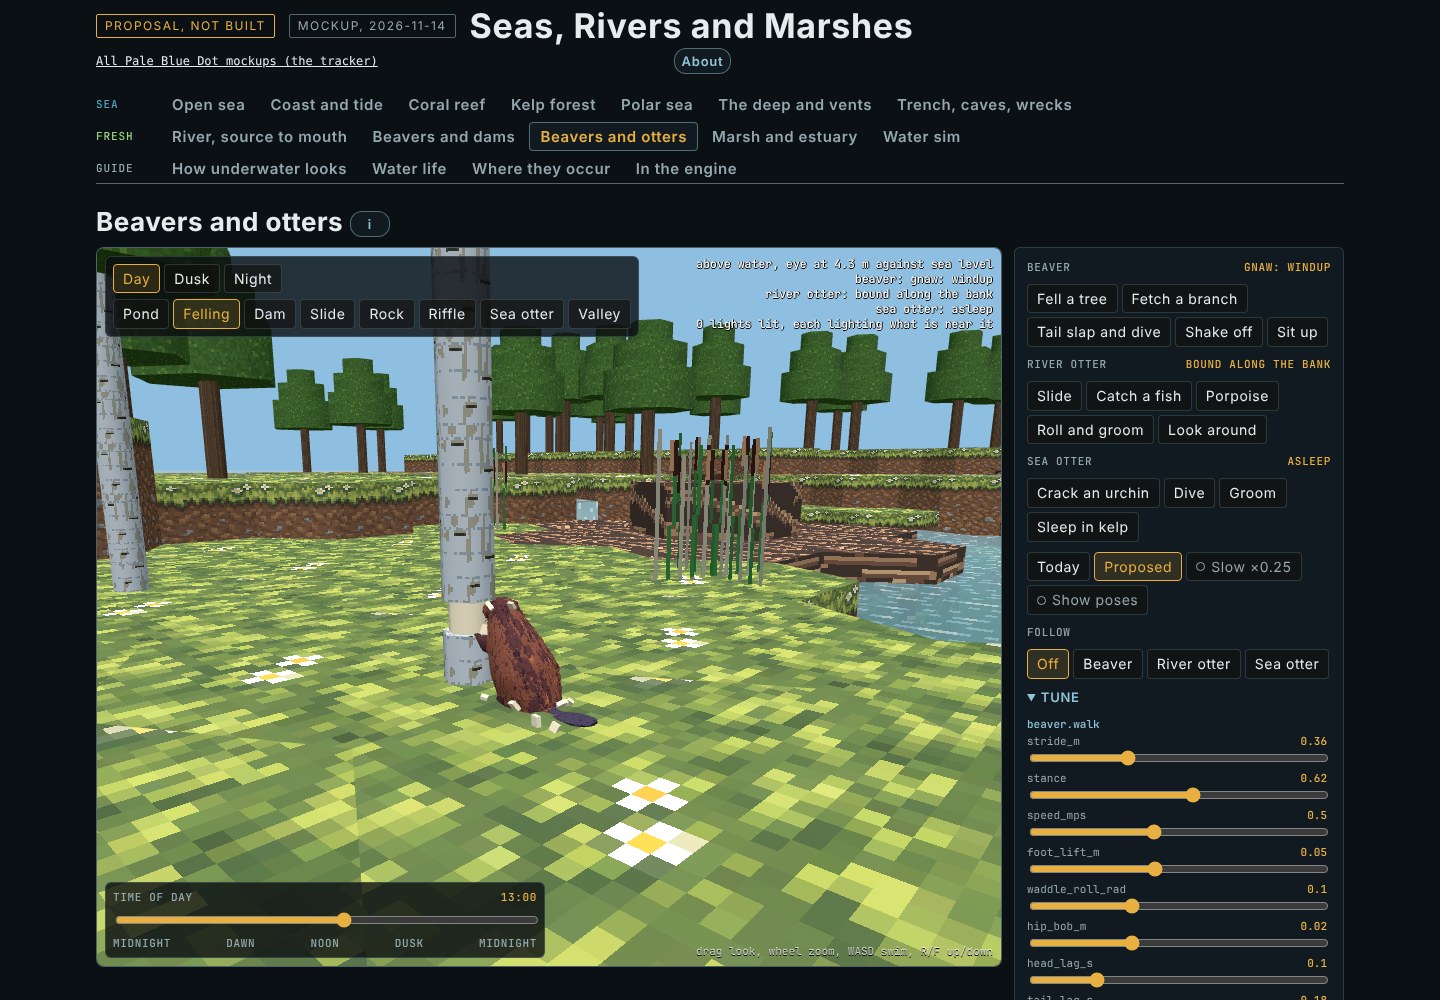 PROPOSAL, NOT BUILT
MOCKUP, 2026-11-14
Seas, Rivers and Marshes
All Pale Blue Dot mockups (the tracker)
About
SEA Open sea Coast and tide Coral reef Kelp forest Polar sea The deep and vents Trench, caves, wrecks
FRESH River, source to mouth Beavers and dams Beavers and otters Marsh and estuary Water sim
GUIDE How underwater looks Water life Where they occur In the engine
Beavers and otters i
Day Dusk Night
Pond Felling Dam Slide Rock Riffle Sea otter Valley
above water, eye at 4.3 m against sea level
beaver: gnaw: windup
river otter: bound along the bank
sea otter: asleep
0 lights lit, each lighting what is near it
TIME OF DAY 13:00
MIDNIGHT DAWN NOON DUSK MIDNIGHT
drag look, wheel zoom, WASD swim, R/F up/down
BEAVER GNAW: WINDUP
Fell a tree Fetch a branch
Tail slap and dive Shake off Sit up
RIVER OTTER BOUND ALONG THE BANK
Slide Catch a fish Porpoise
Roll and groom Look around
SEA OTTER ASLEEP
Crack an urchin Dive Groom
Sleep in kelp
Today Proposed Slow ×0.25
Show poses
FOLLOW
Off Beaver River otter Sea otter
▼ TUNE
beaver.walk
stride_m 0.36
stance 0.62
speed_mps 0.5
foot_lift_m 0.05
waddle_roll_rad 0.1
hip_bob_m 0.02
head_lag_s 0.1